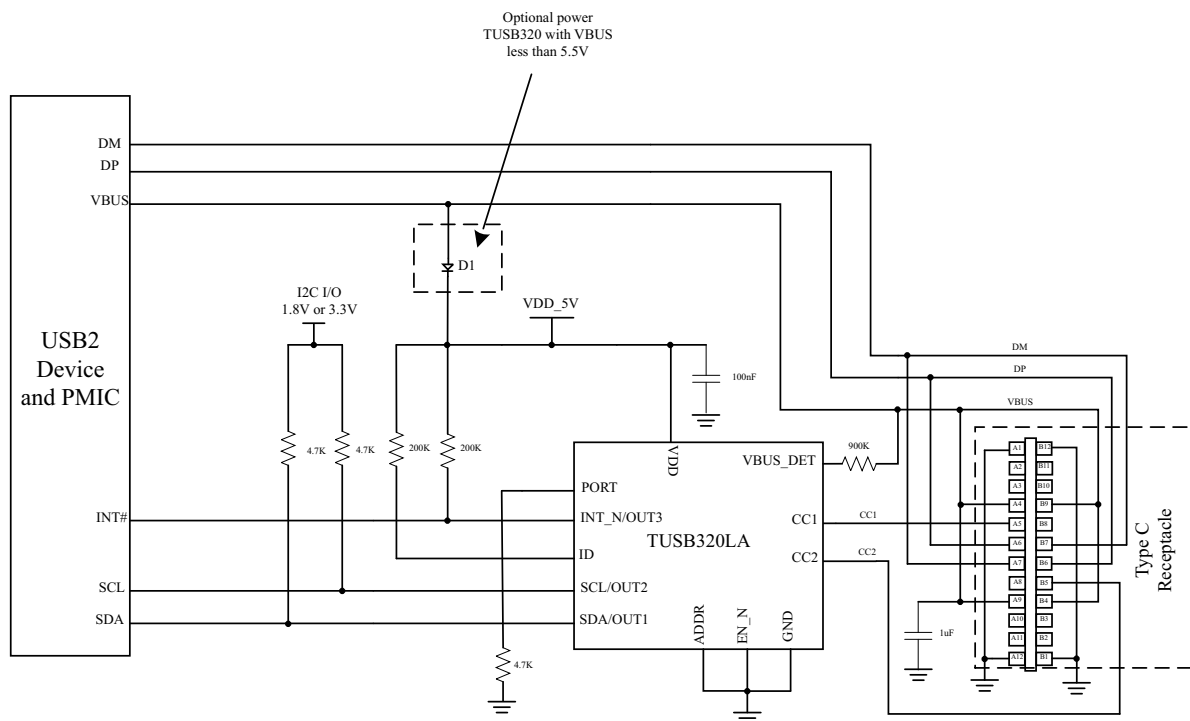 Optional power
TUSB320 with VBUS
less than 5.5V
DM
DP
VBUS
D1
I2C I/O
1.8V or 3.3V
VDD_5V
USB2
Device
and PMIC
100nF
DM
DP
VBUS
4.7K
4.7K
200K
200K
VDD
VBUS_DET
900K
PORT
INT#
INT_N/OUT3
CC1
CC1
TUSB320LA
ID
CC2
CC2
SCL
SCL/OUT2
SDA
SDA/OUT1
ADDR
EN_N
GND
4.7K
1uF
A1
B12
A2
B11
A3
B10
A4
B9
A5
B8
A6
B7
A7
B6
A8
B5
A9
B4
A10
B3
A11
B2
A12
B1
Type C
Receptacle